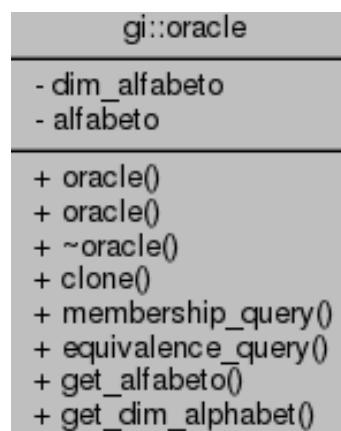 gi::oracle
- dim_alfabeto
- alfabeto
+ oracle()
+ oracle()
+ ~oracle()
+ clone()
+ membership_query()
+ equivalence_query()
+ get_alfabeto()
+ get_dim_alphabet()